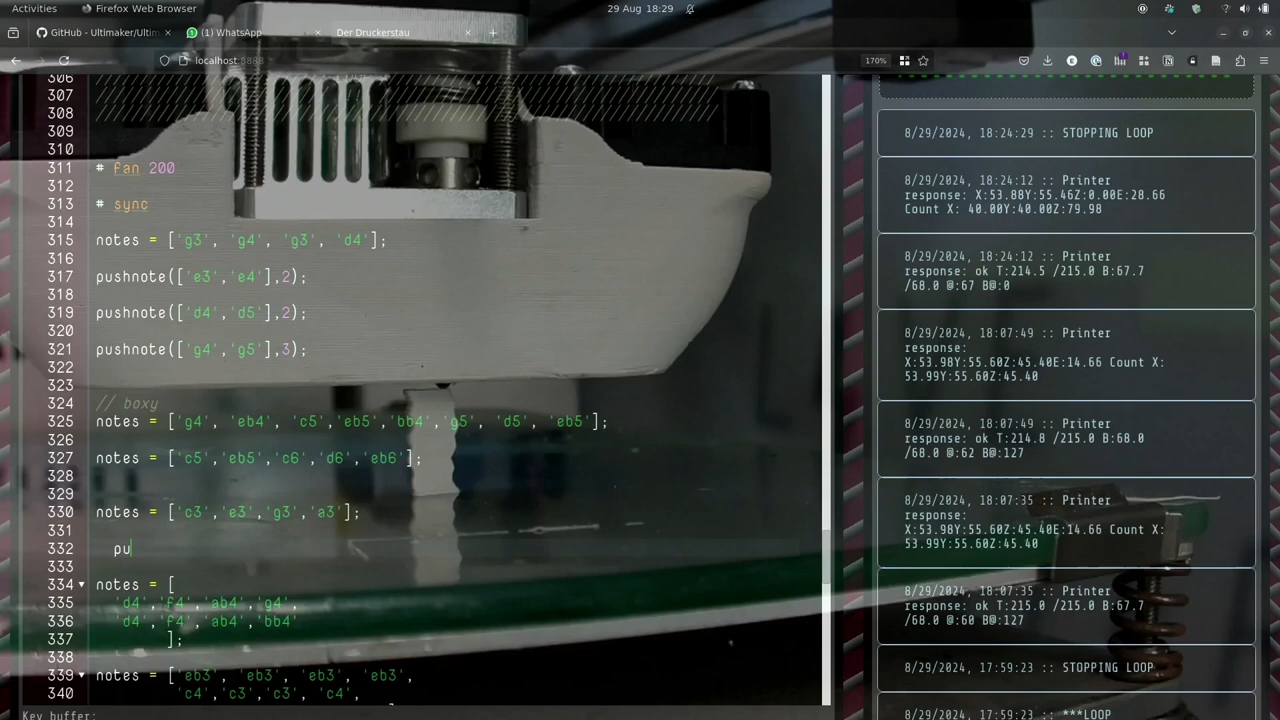 Activities
Firefox Web Browser
29 Aug 18:29
GitHub - Ultimaker/Ultim
(1) WhatsApp
Der Druckerstau
localhost:8888
170%
306
307 ////////////////////////////////////////////////////////////////////
308 ////////////////////////////////////////////////////////////////////
309
310
311 # fan 200
312
313 # sync
314
315 notes = ['g3', 'g4', 'g3', 'd4'];
316
317 pushnote(['e3','e4'],2);
318
319 pushnote(['d4','d5'],2);
320
321 pushnote(['g4','g5'],3);
322
323
324 // boxy
325 notes = ['g4', 'eb4', 'c5','eb5','bb4','g5', 'd5', 'eb5'];
326
327 notes = ['c5','eb5','c6','d6','eb6'];
328
329
330 notes = ['c3','e3','g3','a3'];
331
332 pu
333
334 notes = [
335 'd4','f4','ab4','g4',
336 'd4','f4','ab4','bb4'
337 ];
338
339 notes = ['eb3', 'eb3', 'eb3', 'eb3',
340 'c4','c3','c3', 'c4',
Key buffer:
8/29/2024, 18:24:29 :: STOPPING LOOP
8/29/2024, 18:24:12 :: Printer
response: X:53.88Y:55.46Z:0.00E:28.66
Count X: 40.00Y:40.00Z:79.98
8/29/2024, 18:24:12 :: Printer
response: ok T:214.5 /215.0 B:67.7
/68.0 @:67 B@:0
8/29/2024, 18:07:49 :: Printer
response:
X:53.98Y:55.60Z:45.40E:14.66 Count X:
53.99Y:55.60Z:45.40
8/29/2024, 18:07:49 :: Printer
response: ok T:214.8 /215.0 B:68.0
/68.0 @:62 B@:127
8/29/2024, 18:07:35 :: Printer
response:
X:53.98Y:55.60Z:45.40E:14.66 Count X:
53.99Y:55.60Z:45.40
8/29/2024, 18:07:35 :: Printer
response: ok T:215.0 /215.0 B:67.7
/68.0 @:60 B@:127
8/29/2024, 17:59:23 :: STOPPING LOOP
8/29/2024, 17:59:23 :: ***LOOP